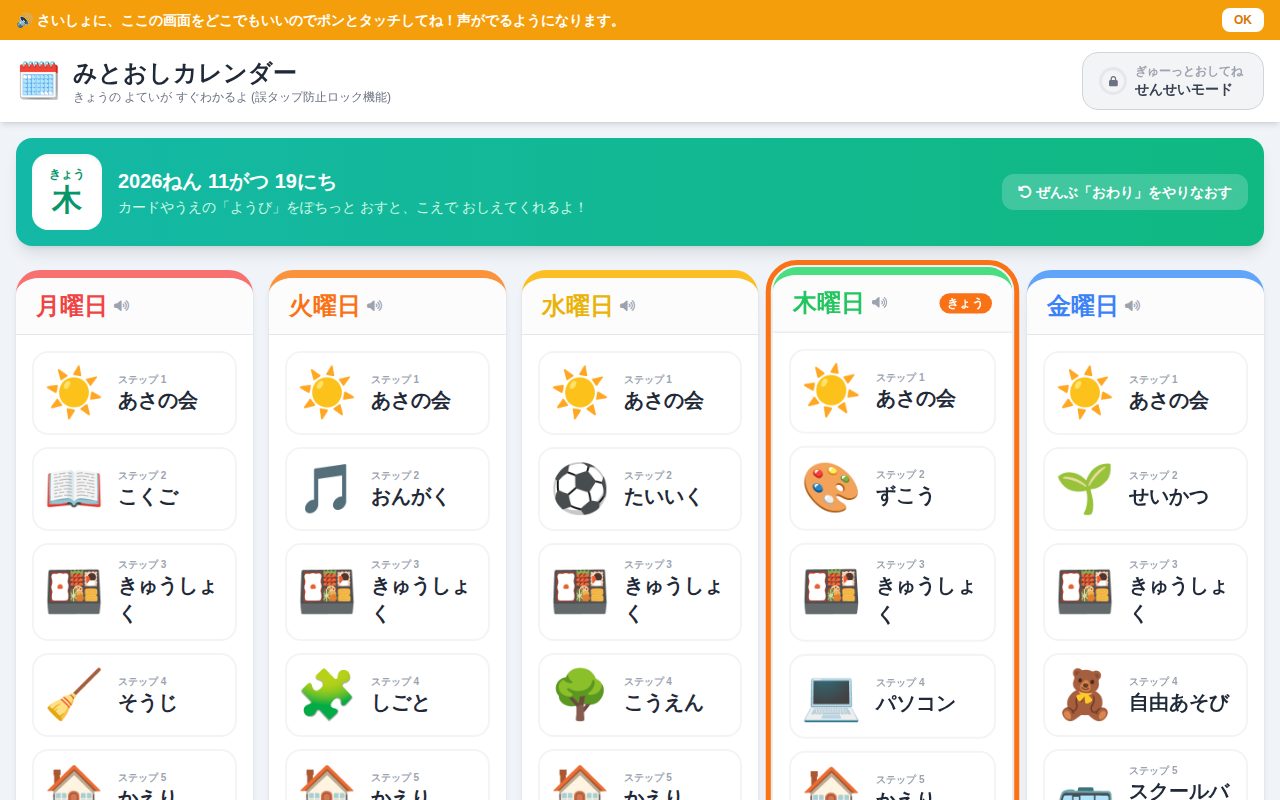 さいしょに、ここの画面をどこでもいいのでポンとタッチしてね！声がでるようになります。
OK
みとおしカレンダー
きょうの よていが すぐわかるよ (誤タップ防止ロック機能)
ぎゅーっとおしてね
せんせいモード
きょう
木
2026ねん 11がつ 19にち
カードやうえの「ようび」をぽちっと おすと、こえで おしえてくれるよ！
ぜんぶ「おわり」をやりなおす
月曜日
ステップ 1
あさの会
ステップ 2
こくご
ステップ 3
きゅうしょ
く
ステップ 4
そうじ
ステップ 5
かえり
火曜日
ステップ 1
あさの会
ステップ 2
おんがく
ステップ 3
きゅうしょ
く
ステップ 4
しごと
ステップ 5
かえり
水曜日
ステップ 1
あさの会
ステップ 2
たいいく
ステップ 3
きゅうしょ
く
ステップ 4
こうえん
ステップ 5
かえり
木曜日
きょう
ステップ 1
あさの会
ステップ 2
ずこう
ステップ 3
きゅうしょ
く
ステップ 4
パソコン
ステップ 5
かえり
金曜日
ステップ 1
あさの会
ステップ 2
せいかつ
ステップ 3
きゅうしょ
く
ステップ 4
自由あそび
ステップ 5
スクールバ